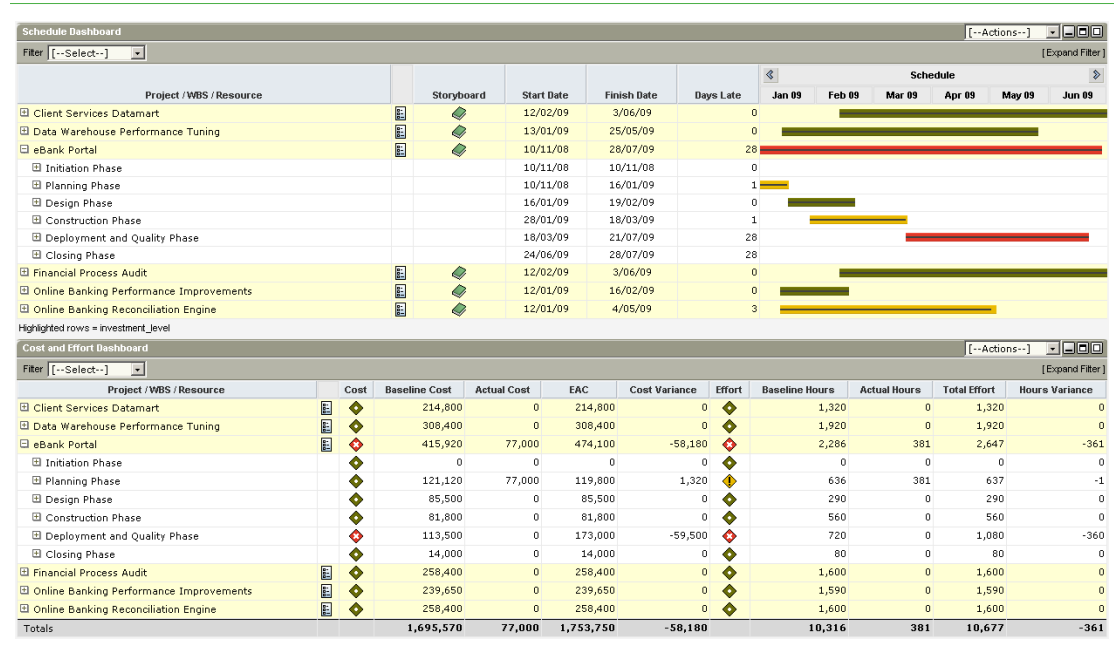 Schedule Dashboard [--Actions--]
Filter [--Select--] [Expand Filter]
Schedule
Project / WBS / Resource Storyboard Start Date Finish Date Days Late Jan 09 Feb 09 Mar 09 Apr 09 May 09 Jun 09
Client Services Datamart 12/02/09 3/06/09 0
Data Warehouse Performance Tuning 13/01/09 25/05/09 0
eBank Portal 10/11/08 28/07/09 28
Initiation Phase 10/11/08 10/11/08 0
Planning Phase 10/11/08 16/01/09 1
Design Phase 16/01/09 19/02/09 0
Construction Phase 28/01/09 18/03/09 1
Deployment and Quality Phase 18/03/09 21/07/09 28
Closing Phase 24/06/09 28/07/09 28
Financial Process Audit 12/02/09 3/06/09 0
Online Banking Performance Improvements 12/01/09 16/02/09 0
Online Banking Reconciliation Engine 12/01/09 4/05/09 3
Highlighted rows = investment_level
Cost and Effort Dashboard [--Actions--]
Filter [--Select--] [Expand Filter]
Project / WBS / Resource Cost Baseline Cost Actual Cost EAC Cost Variance Effort Baseline Hours Actual Hours Total Effort Hours Variance
Client Services Datamart 214,800 0 214,800 0 1,320 0 1,320 0
Data Warehouse Performance Tuning 308,400 0 308,400 0 1,920 0 1,920 0
eBank Portal 415,920 77,000 474,100 -58,180 2,286 381 2,647 -361
Initiation Phase 0 0 0 0 0 0 0 0
Planning Phase 121,120 77,000 119,800 1,320 636 381 637 -1
Design Phase 85,500 0 85,500 0 290 0 290 0
Construction Phase 81,800 0 81,800 0 560 0 560 0
Deployment and Quality Phase 113,500 0 173,000 -59,500 720 0 1,080 -360
Closing Phase 14,000 0 14,000 0 80 0 80 0
Financial Process Audit 258,400 0 258,400 0 1,600 0 1,600 0
Online Banking Performance Improvements 239,650 0 239,650 0 1,590 0 1,590 0
Online Banking Reconciliation Engine 258,400 0 258,400 0 1,600 0 1,600 0
Totals 1,695,570 77,000 1,753,750 -58,180 10,316 381 10,677 -361